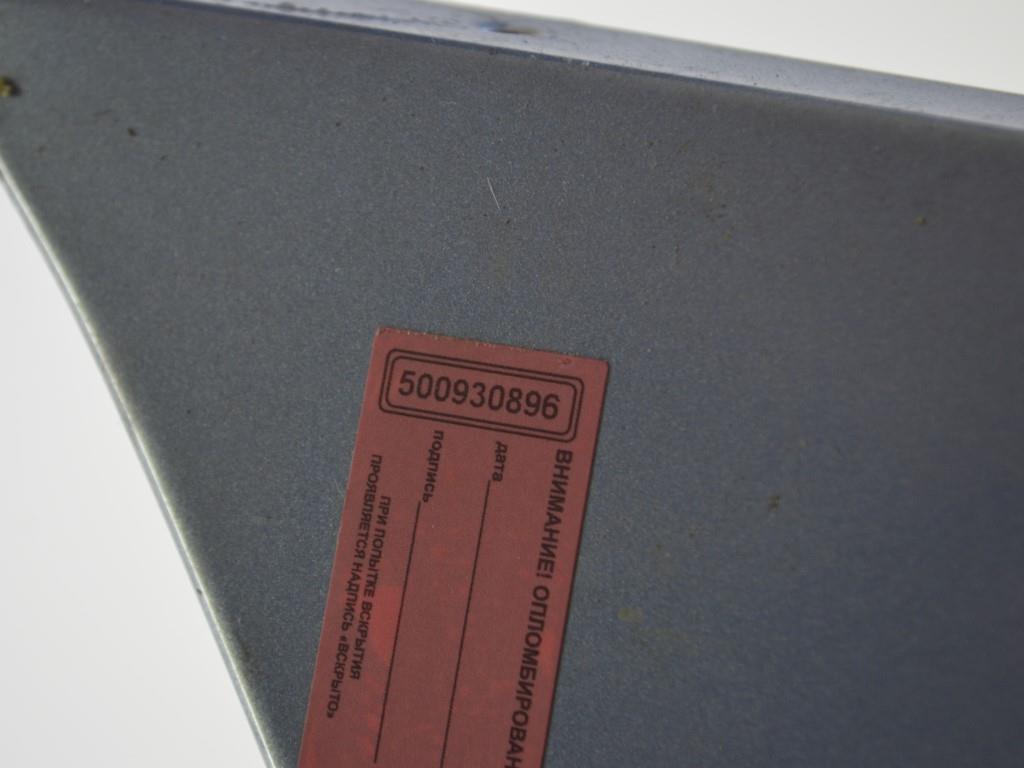 500930896
ВНИМАНИЕ! ОПЛОМБИРОВАН
дата
подпись
ПРИ ПОПЫТКЕ ВСКРЫТИЯ
ПРОЯВЛЯЕТСЯ НАДПИСЬ «ВСКРЫТО»